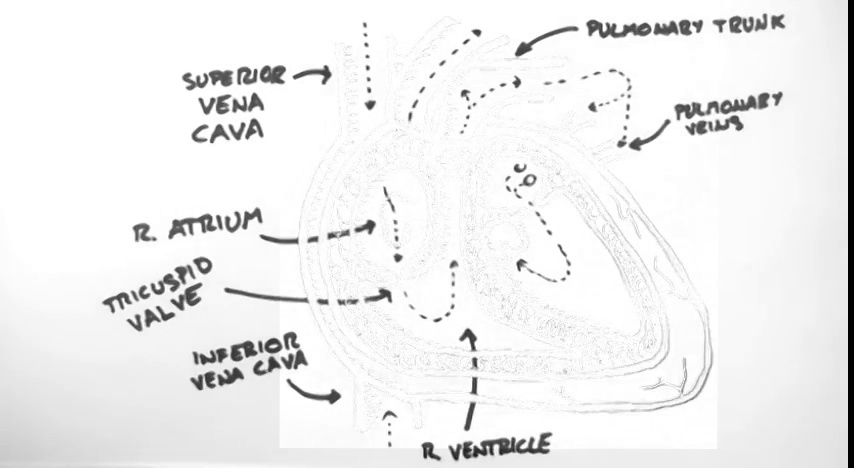 PULMONARY TRUNK
SUPERIOR
VENA
CAVA
PULMONARY
VEINS
R. ATRIUM
TRICUSPID
VALVE
INFERIOR
VENA CAVA
R. VENTRICLE